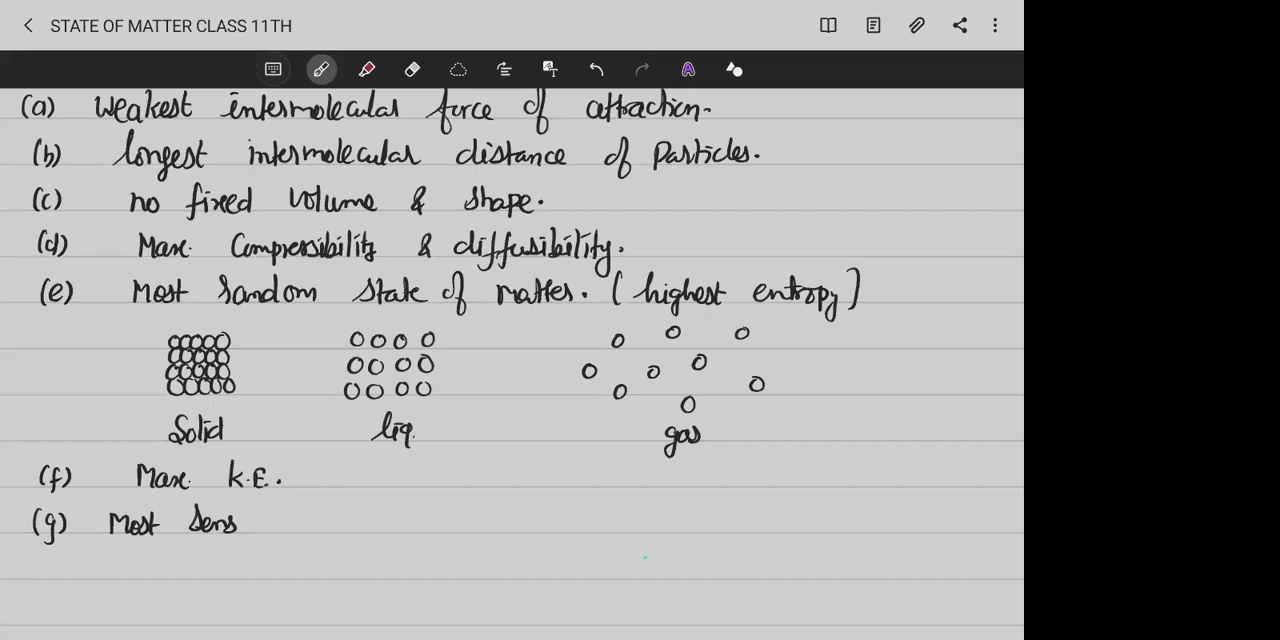 STATE OF MATTER CLASS 11TH
(a) weakest intermolecular force of attraction.
(b) longest intermolecular distance of Particles.
(c) no fixed volume & shape.
(d) Max. Compressibility & diffusibility.
(e) Most random state of matter. (highest entropy]
Solid liq. gas
(f) Max. K.E.
(g) Most Sens